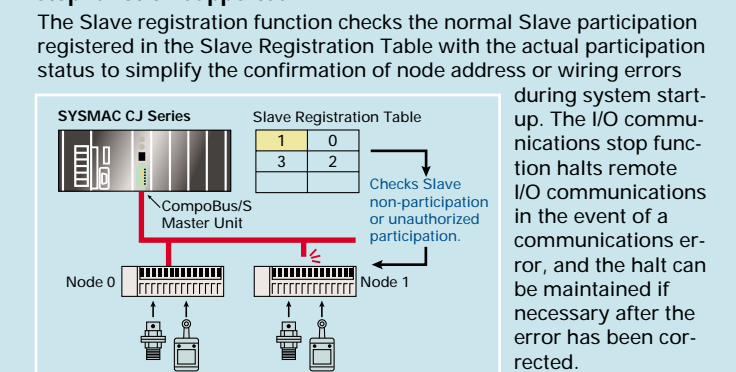 The Slave registration function checks the normal Slave participation
registered in the Slave Registration Table with the actual participation
status to simplify the confirmation of node address or wiring errors
during system start-
up. The I/O commu-
nications stop func-
tion halts remote
I/O communications
in the event of a
communications er-
ror, and the halt can
be maintained if
necessary after the
error has been cor-
rected.
SYSMAC CJ Series
Slave Registration Table
1 0
3 2
Checks Slave
non-participation
or unauthorized
participation.
CompoBus/S
Master Unit
Node 0
Node 1